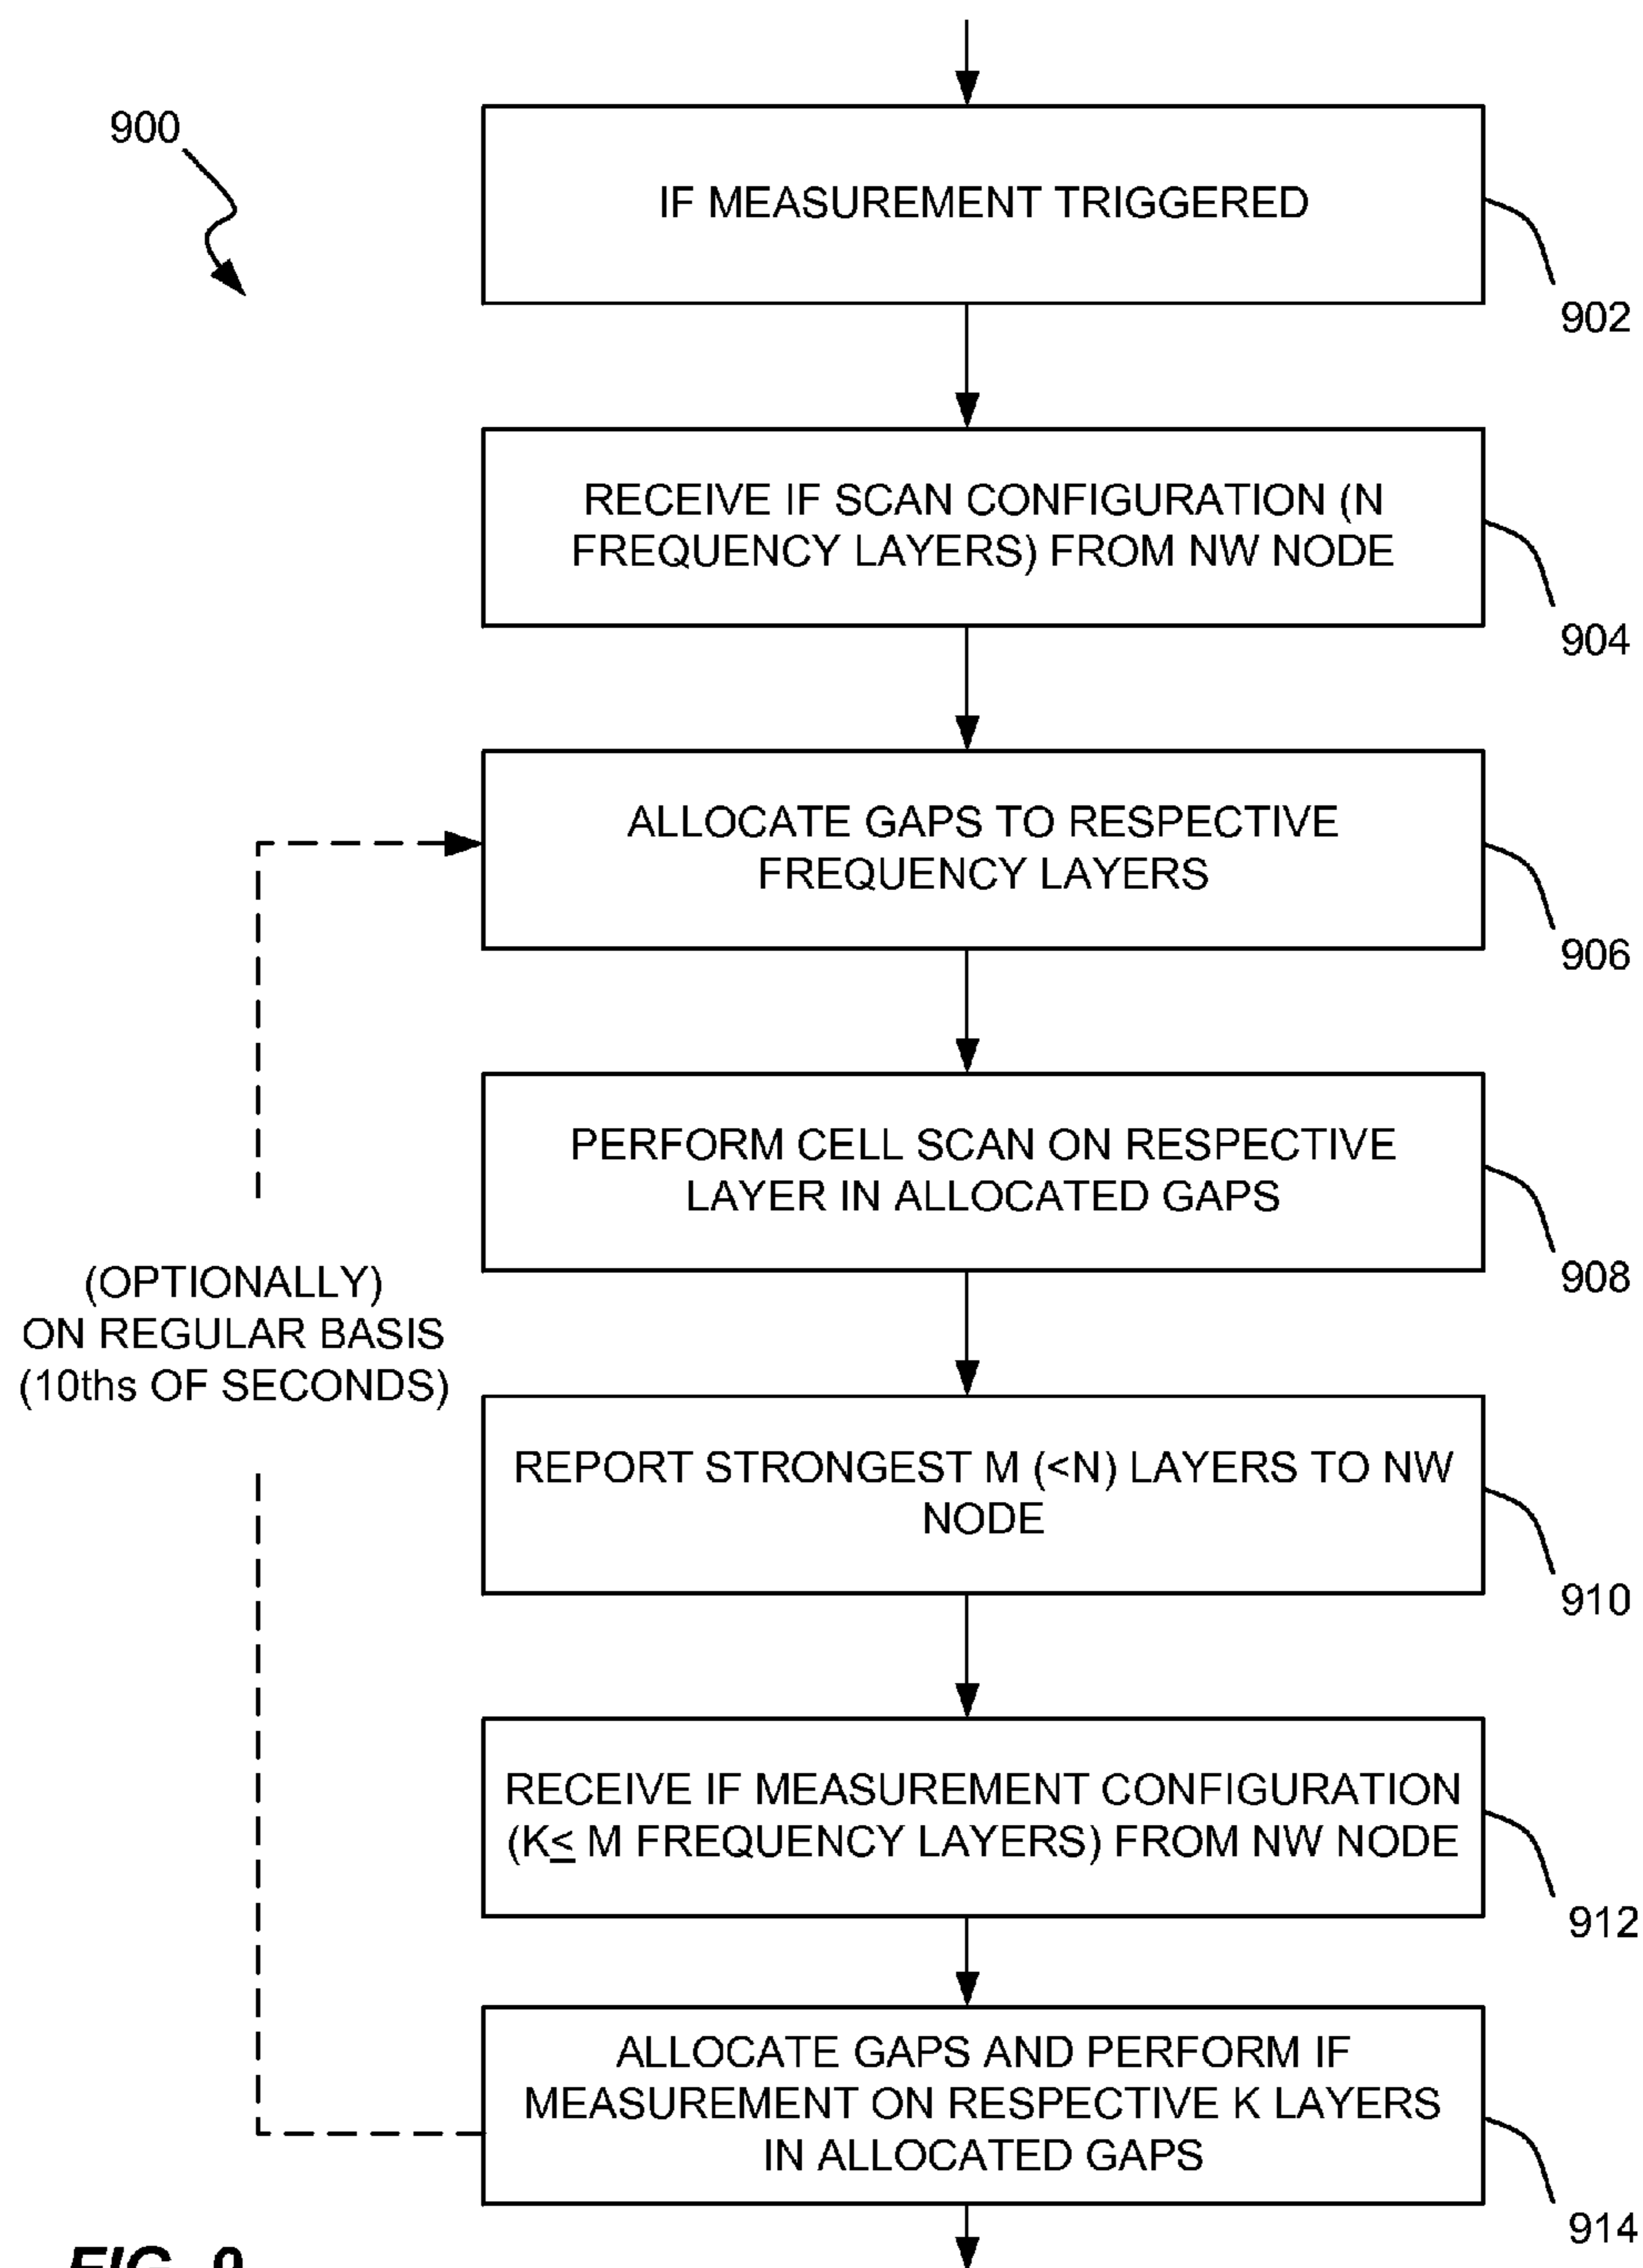 900
IF MEASUREMENT TRIGGERED
902
RECEIVE IF SCAN CONFIGURATION (N
FREQUENCY LAYERS) FROM NW NODE
904
ALLOCATE GAPS TO RESPECTIVE
FREQUENCY LAYERS
906
PERFORM CELL SCAN ON RESPECTIVE
LAYER IN ALLOCATED GAPS
908
(OPTIONALLY)
ON REGULAR BASIS
(10ths OF SECONDS)
REPORT STRONGEST M (<N) LAYERS TO NW
NODE
910
RECEIVE IF MEASUREMENT CONFIGURATION
(K≤ M FREQUENCY LAYERS) FROM NW NODE
912
ALLOCATE GAPS AND PERFORM IF
MEASUREMENT ON RESPECTIVE K LAYERS
IN ALLOCATED GAPS
914
FIG. 9